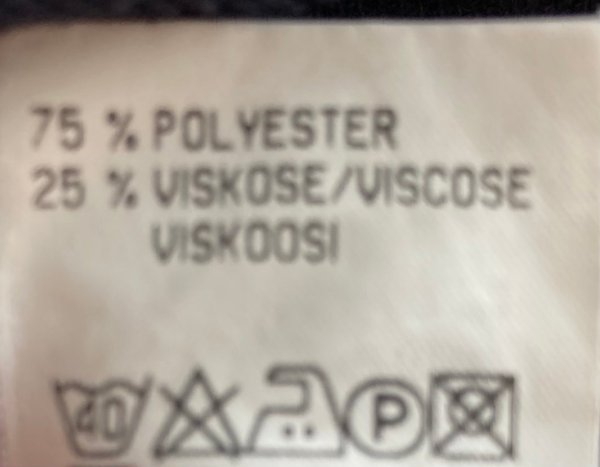 75 % POLYESTER
25 % VISKOSE/VISCOSE
VISKOOSI
40 P